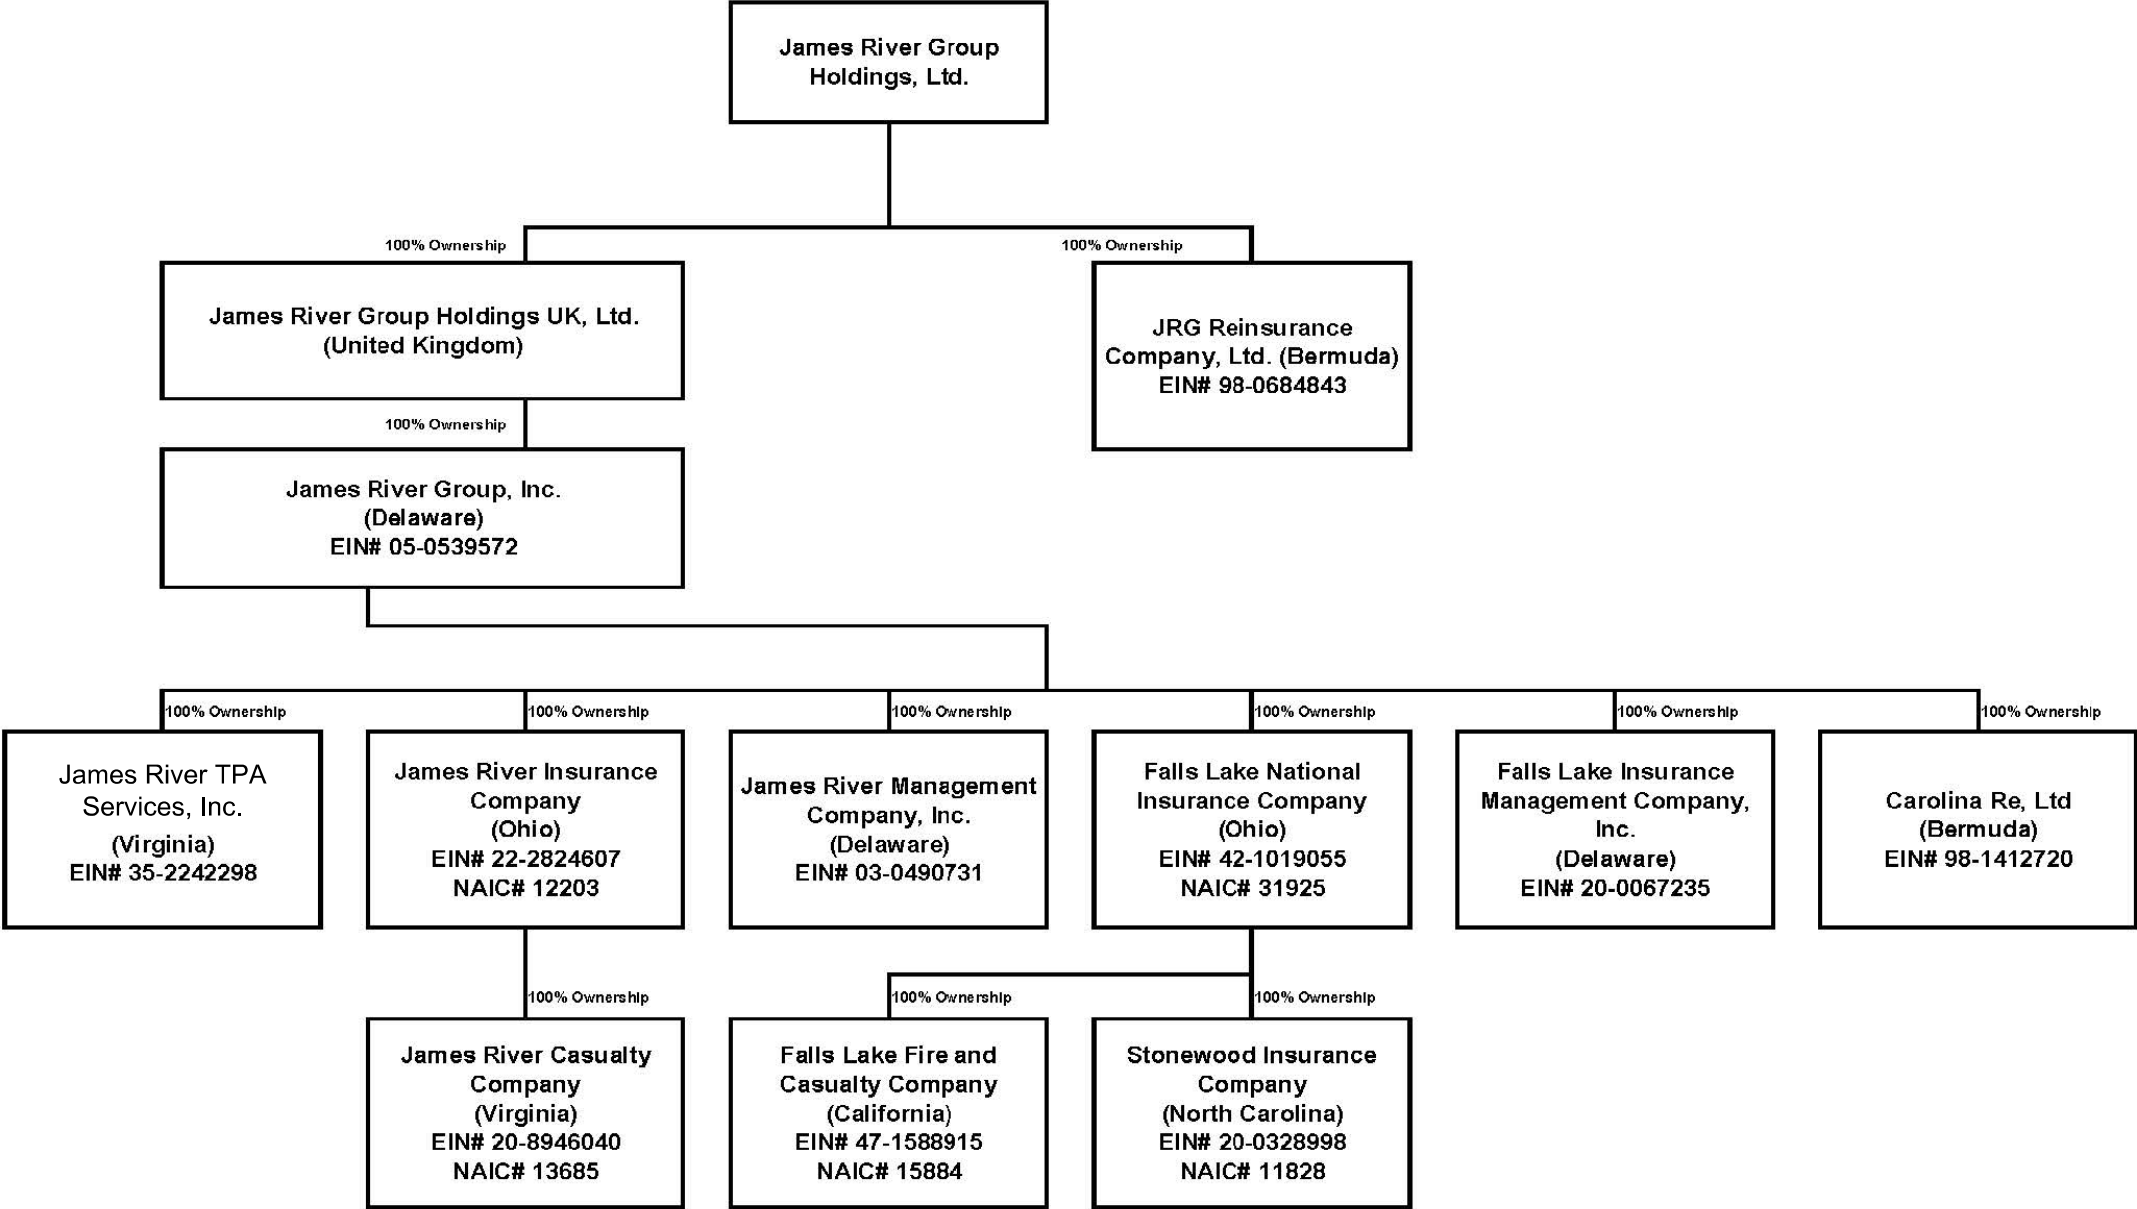 James River Group
Holdings, Ltd.
100% Ownership
100% Ownership
James River Group Holdings UK, Ltd.
(United Kingdom)
JRG Reinsurance
Company, Ltd. (Bermuda)
EIN# 98-0684843
100% Ownership
James River Group, Inc.
(Delaware)
EIN# 05-0539572
100% Ownership
100% Ownership
100% Ownership
100% Ownership
100% Ownership
100% Ownership
James River TPA
Services, Inc.
(Virginia)
EIN# 35-2242298
James River Insurance
Company
(Ohio)
EIN# 22-2824607
NAIC# 12203
James River Management
Company, Inc.
(Delaware)
EIN# 03-0490731
Falls Lake National
Insurance Company
(Ohio)
EIN# 42-1019055
NAIC# 31925
Falls Lake Insurance
Management Company,
Inc.
(Delaware)
EIN# 20-0067235
Carolina Re, Ltd
(Bermuda)
EIN# 98-1412720
100% Ownership
100% Ownership
100% Ownership
James River Casualty
Company
(Virginia)
EIN# 20-8946040
NAIC# 13685
Falls Lake Fire and
Casualty Company
(California)
EIN# 47-1588915
NAIC# 15884
Stonewood Insurance
Company
(North Carolina)
EIN# 20-0328998
NAIC# 11828